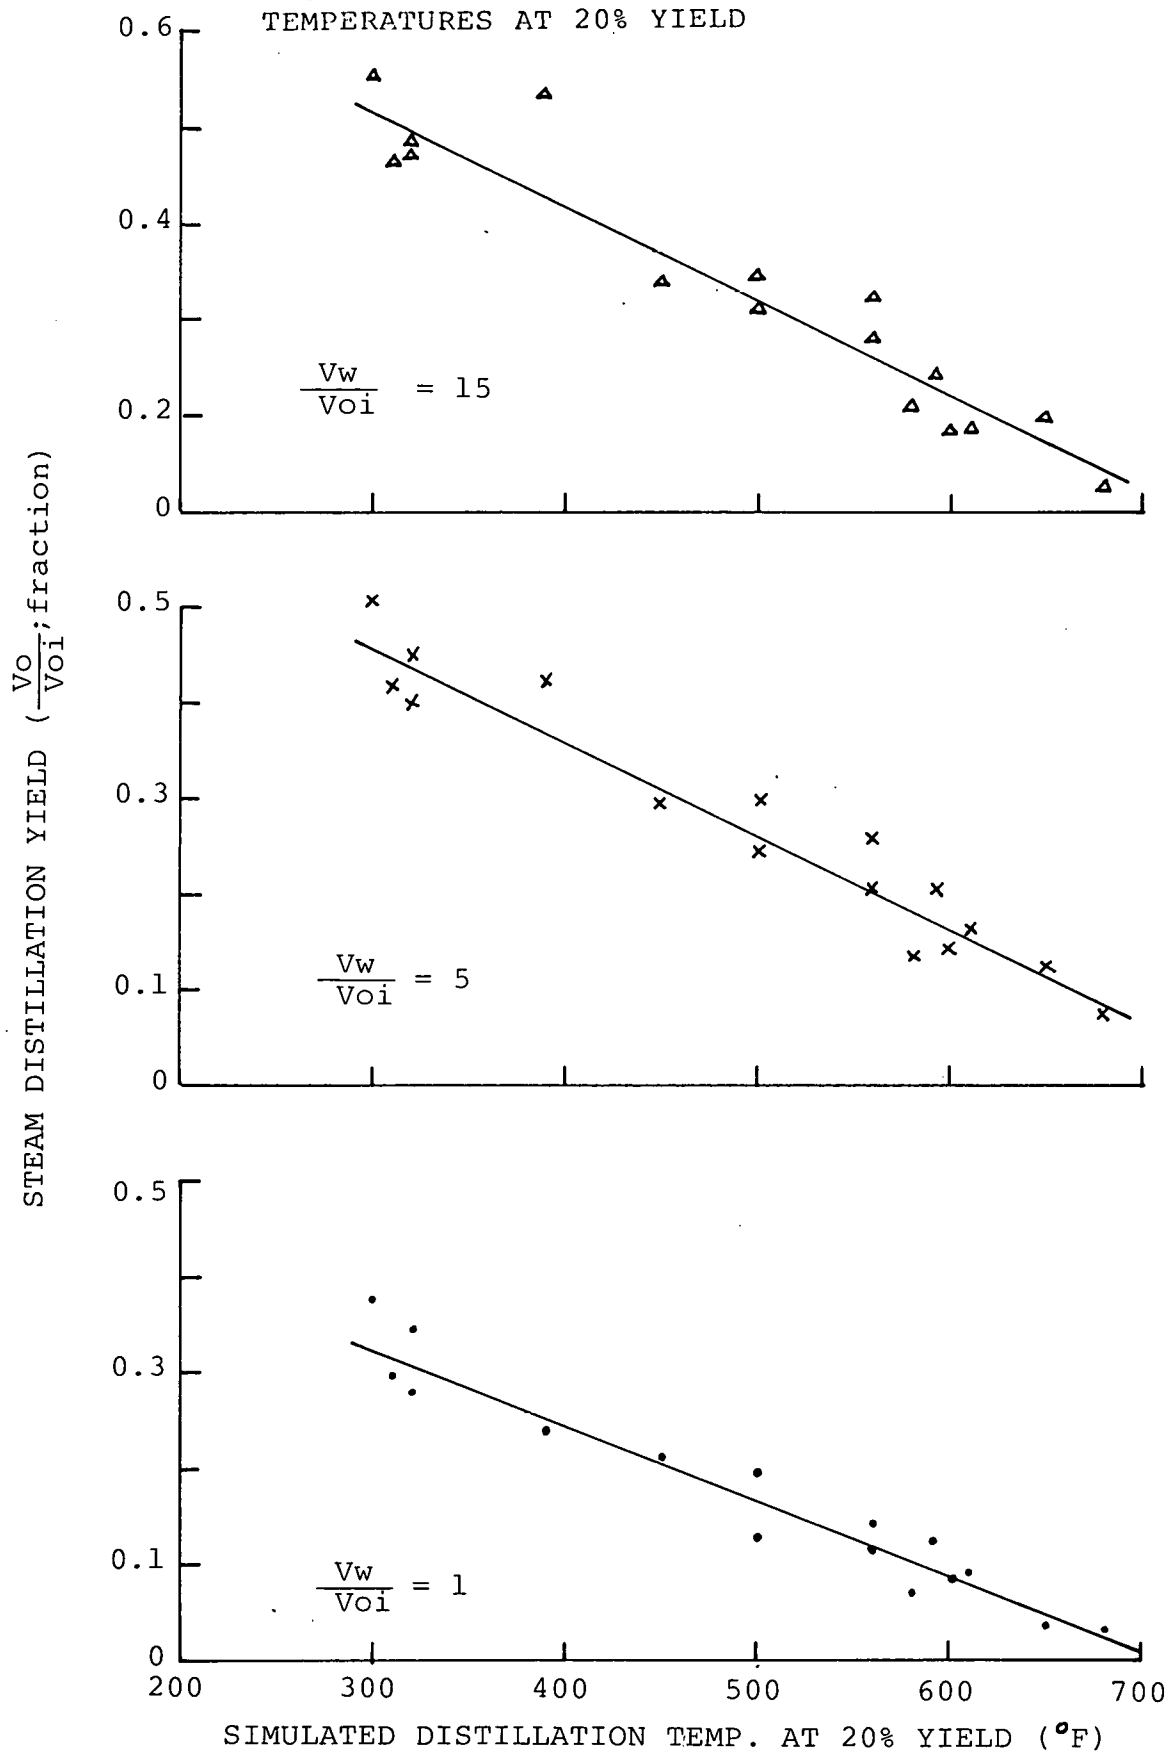 TEMPERATURES AT 20% YIELD
0.6
0.4
0.2
0
Vw
Voi
= 15
STEAM DISTILLATION YIELD (Vo/Voi;fraction)
0.5
0.3
0.1
0
Vw
Voi
= 5
0.5
0.3
0.1
0
Vw
Voi
= 1
200 300 400 500 600 700
SIMULATED DISTILLATION TEMP. AT 20% YIELD (°F)